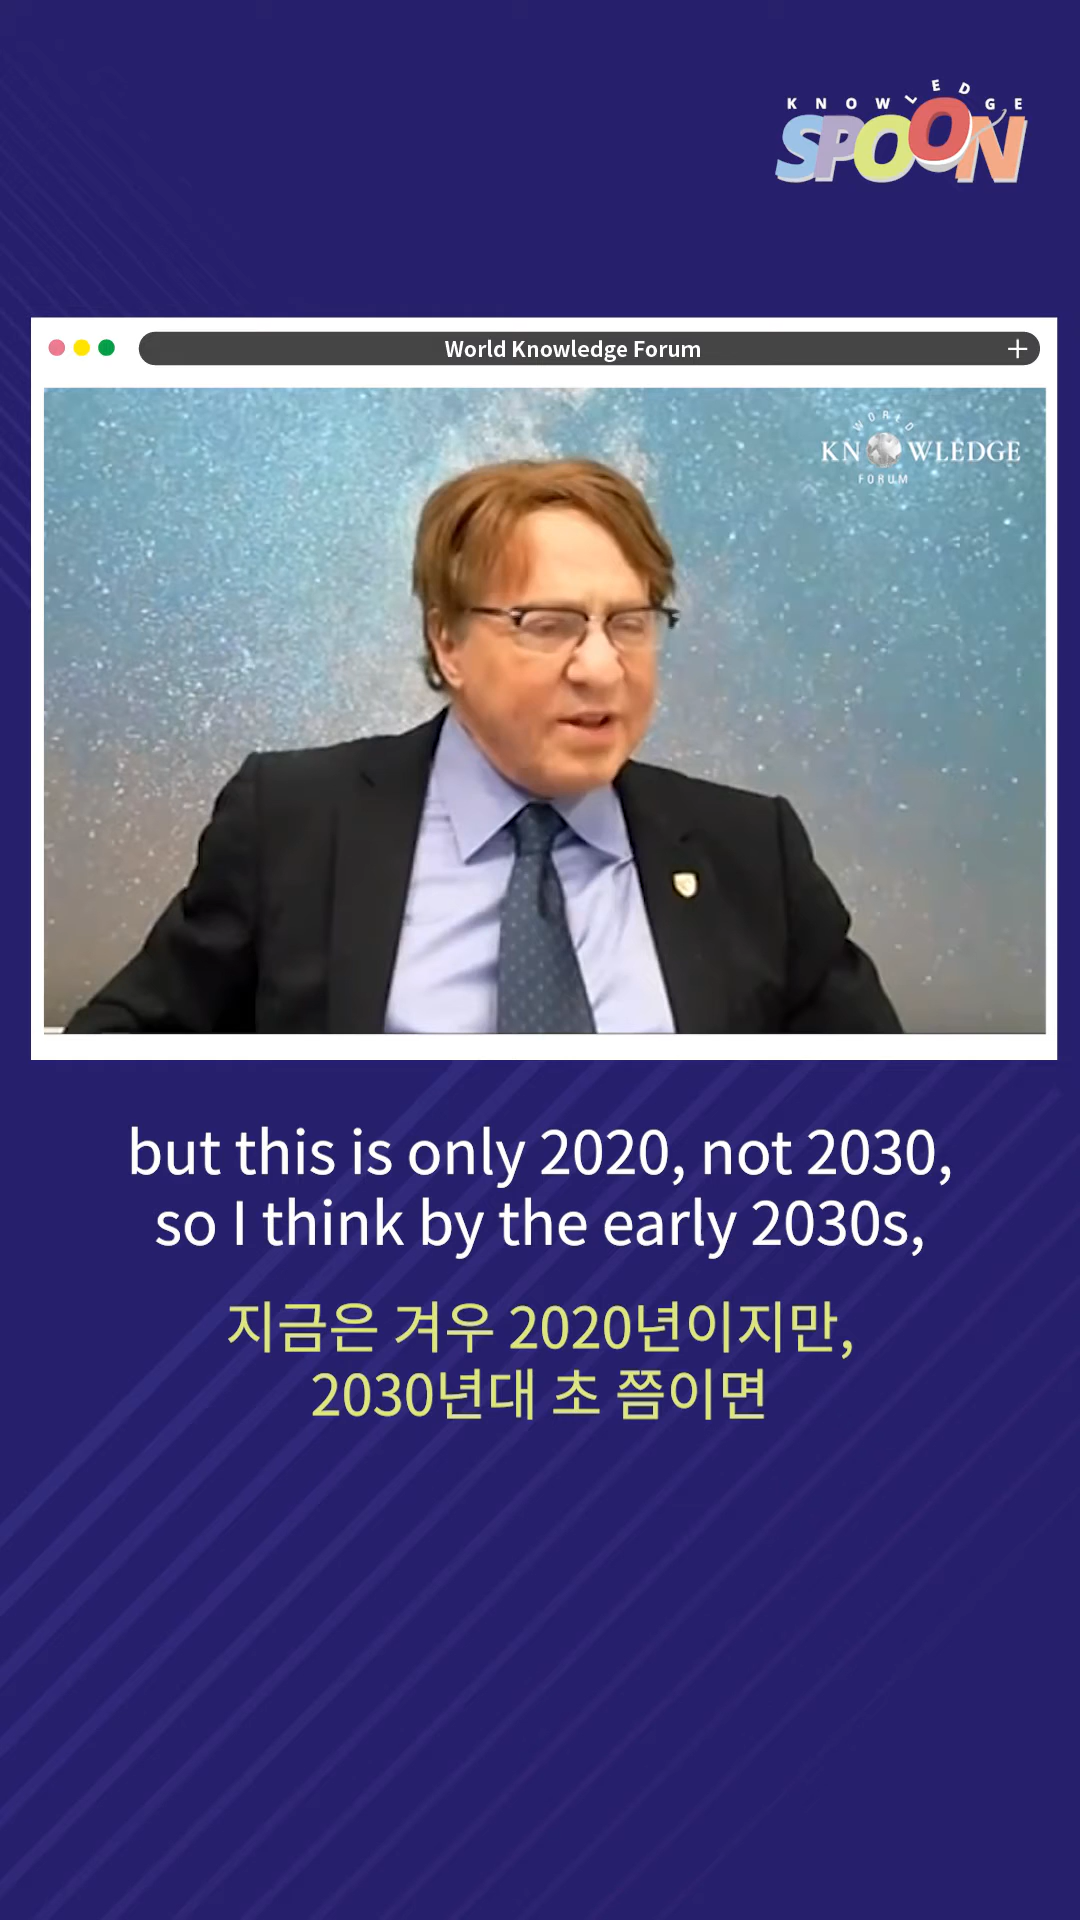 KNOWLEDGE
SPOON
World Knowledge Forum
WORLD
KNOWLEDGE
FORUM
but this is only 2020, not 2030,
so I think by the early 2030s,
지금은 겨우 2020년이지만,
2030년대 초 쯤이면